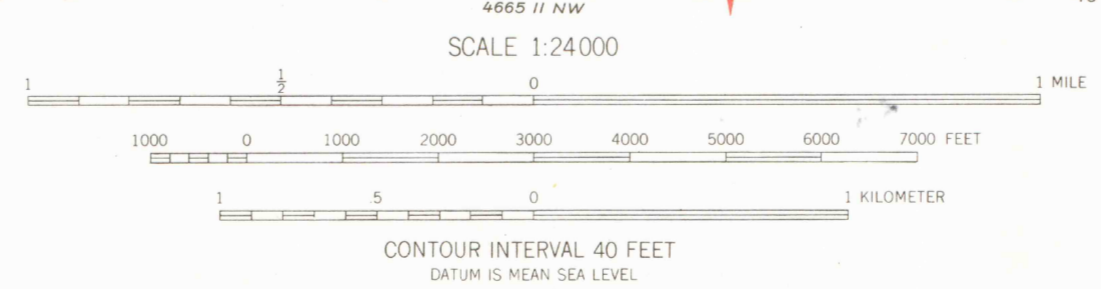 4665 II NW
SCALE 1:24000
1 ½ 0 1 MILE
1000 0 1000 2000 3000 4000 5000 6000 7000 FEET
1 .5 0 1 KILOMETER
CONTOUR INTERVAL 40 FEET
DATUM IS MEAN SEA LEVEL